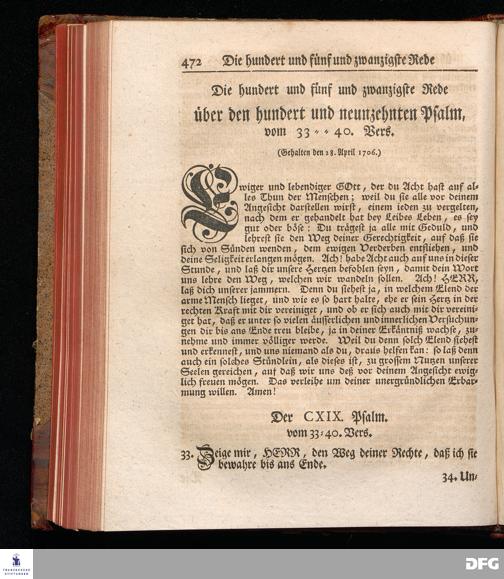 472 Die hundert und fünf und zwanzigste Rede
Die hundert und fünf und zwanzigste Rede
über den hundert und neunzehnten Psalm,
vom 33 = = 40. Vers.
(Gehalten den 28. April 1706.)
Ewiger und lebendiger GOtt, der du Acht hast auf al-
les Thun der Menschen; weil du sie alle vor deinem
Angesicht darstellen wirst, einem ieden zu vergelten,
nach dem er gehandelt hat bey Leibes Leben, es sey
gut oder böse: Du trägest ja alle mit Geduld, und
lehrest sie den Weg deiner Gerechtigkeit, auf daß sie
sich von Sünden wenden, dem ewigen Verderben entfliehen, und
deine Seligkeit erlangen mögen. Ach! habe Acht auch auf uns in dieser
Stunde, und laß dir unsere Hertzen befohlen seyn, damit dein Wort
uns lehre den Weg, welchen wir wandeln sollen. Ach! HERR,
laß dich unserer jammern. Denn du siehest ja, in welchem Elend der
arme Mensch lieget, und wie es so hart halte, ehe er sein Hertz in der
rechten Kraft mit dir vereiniget, und ob er sich auch mit dir vereini-
get hat, daß er unter so vielen äusserlichen und innerlichen Versuchun-
gen dir bis ans Ende treu bleibe, ja in deiner Erkäntniß wachse, zu-
nehme und immer völliger werde. Weil du denn solch Elend siehest
und erkennest, und uns niemand als du, draus helfen kan: so laß denn
auch ein solches Stündlein, als dieses ist, zu grossem Nutzen unserer
Seelen gereichen, auf daß wir uns deß vor deinem Angesicht ewig-
lich freuen mögen. Das verleihe um deiner unergründlichen Erbar-
mung willen. Amen!
Der CXIX. Psalm.
vom 33=40. Vers.
33. Zeige mir, HERR, den Weg deiner Rechte, daß ich sie
bewahre bis ans Ende.
34. Un-
FRANCKESCHE
STIFTUNGEN
DFG